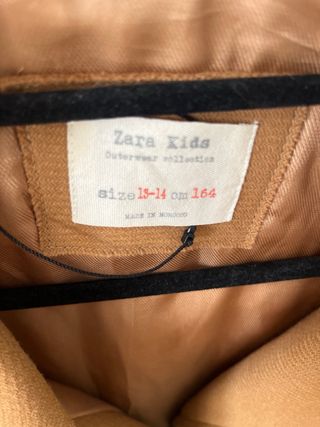 Zara Kids
Outerwear collection
size 13-14 cm 164
MADE IN MOROCCO